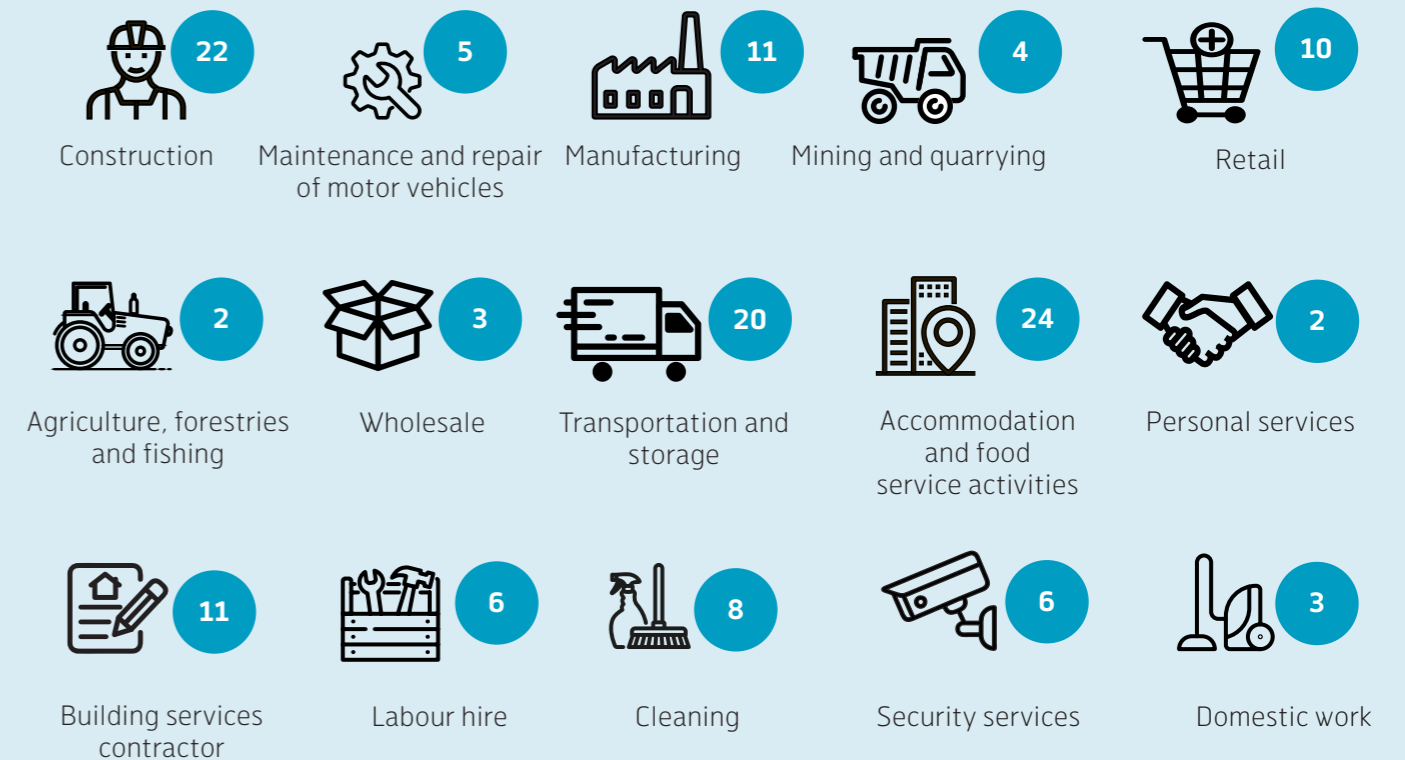 22
5
11
4
10
Construction
Maintenance and repair
of motor vehicles
Manufacturing
Mining and quarrying
Retail
2
3
20
24
2
Agriculture, forestries
and fishing
Wholesale
Transportation and
storage
Accommodation
and food
service activities
Personal services
11
6
8
6
3
Building services
contractor
Labour hire
Cleaning
Security services
Domestic work